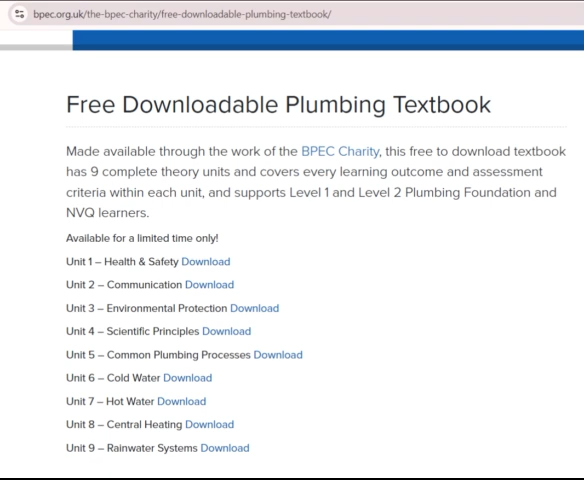 bpec.org.uk/the-bpec-charity/free-downloadable-plumbing-textbook/
Free Downloadable Plumbing Textbook
Made available through the work of the BPEC Charity, this free to download textbook
has 9 complete theory units and covers every learning outcome and assessment
criteria within each unit, and supports Level 1 and Level 2 Plumbing Foundation and
NVQ learners.
Available for a limited time only!
Unit 1 – Health & Safety Download
Unit 2 – Communication Download
Unit 3 – Environmental Protection Download
Unit 4 – Scientific Principles Download
Unit 5 – Common Plumbing Processes Download
Unit 6 – Cold Water Download
Unit 7 – Hot Water Download
Unit 8 – Central Heating Download
Unit 9 – Rainwater Systems Download